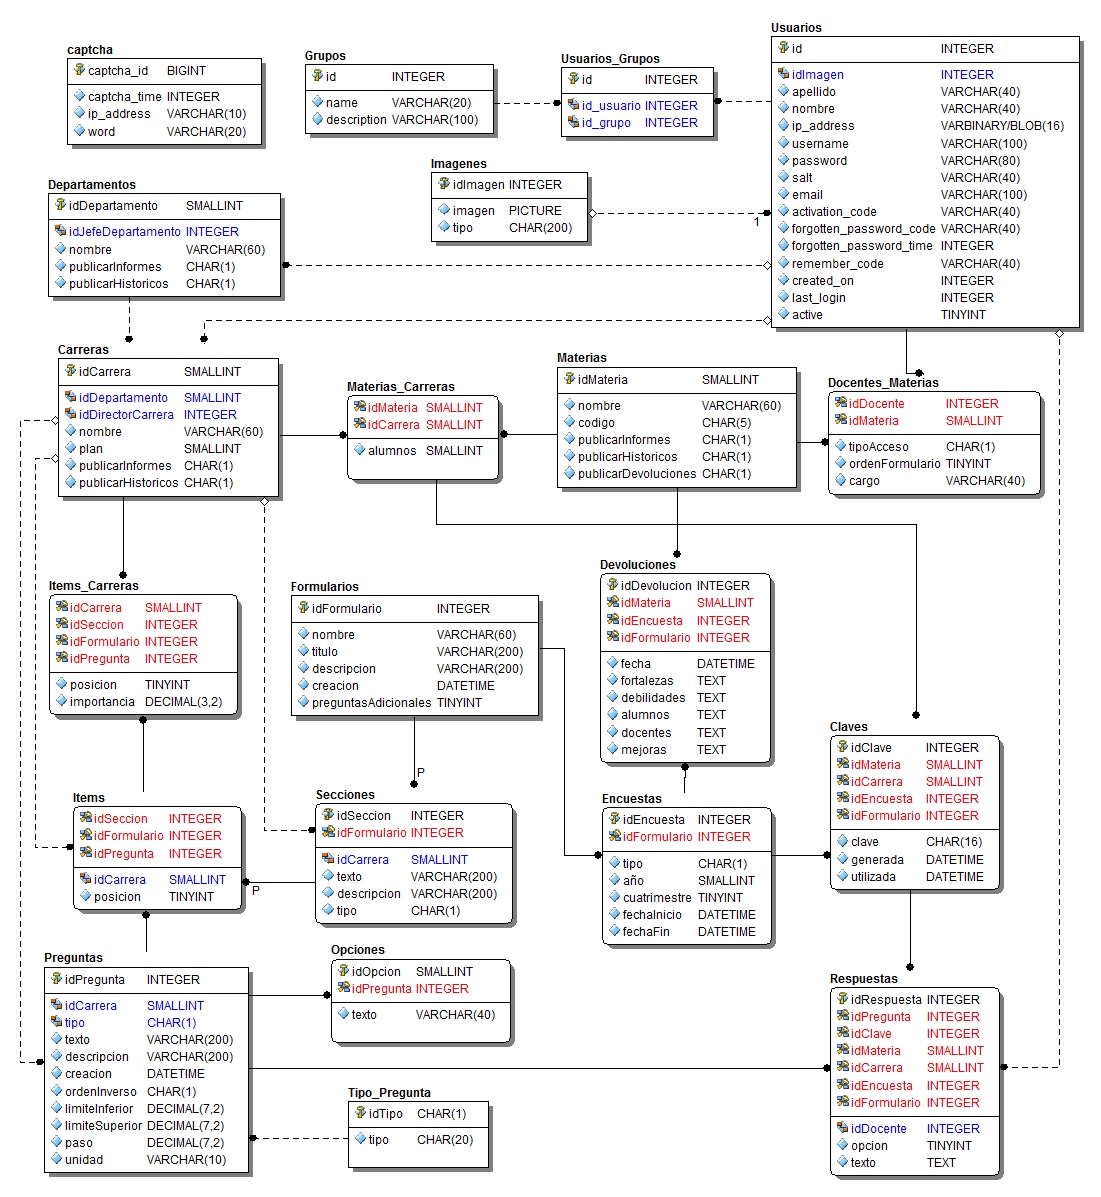 captcha
captcha_id BIGINT
captcha_time INTEGER
ip_address VARCHAR(10)
word VARCHAR(20)
Grupos
id INTEGER
name VARCHAR(20)
description VARCHAR(100)
Usuarios_Grupos
id INTEGER
id_usuario INTEGER
id_grupo INTEGER
Usuarios
id INTEGER
idImagen INTEGER
apellido VARCHAR(40)
nombre VARCHAR(40)
ip_address VARBINARY/BLOB(16)
username VARCHAR(100)
password VARCHAR(80)
salt VARCHAR(40)
email VARCHAR(100)
activation_code VARCHAR(40)
forgotten_password_code VARCHAR(40)
forgotten_password_time INTEGER
remember_code VARCHAR(40)
created_on INTEGER
last_login INTEGER
active TINYINT
Imagenes
idImagen INTEGER
imagen PICTURE
tipo CHAR(200)
1
Departamentos
idDepartamento SMALLINT
idJefeDepartamento INTEGER
nombre VARCHAR(60)
publicarInformes CHAR(1)
publicarHistoricos CHAR(1)
Carreras
idCarrera SMALLINT
idDepartamento SMALLINT
idDirectorCarrera INTEGER
nombre VARCHAR(60)
plan SMALLINT
publicarInformes CHAR(1)
publicarHistoricos CHAR(1)
Materias_Carreras
idMateria SMALLINT
idCarrera SMALLINT
alumnos SMALLINT
Materias
idMateria SMALLINT
nombre VARCHAR(60)
codigo CHAR(5)
publicarInformes CHAR(1)
publicarHistoricos CHAR(1)
publicarDevoluciones CHAR(1)
Docentes_Materias
idDocente INTEGER
idMateria SMALLINT
tipoAcceso CHAR(1)
ordenFormulario TINYINT
cargo VARCHAR(40)
Items_Carreras
idCarrera SMALLINT
idSeccion INTEGER
idFormulario INTEGER
idPregunta INTEGER
posicion TINYINT
importancia DECIMAL(3,2)
Formularios
idFormulario INTEGER
nombre VARCHAR(60)
titulo VARCHAR(200)
descripcion VARCHAR(200)
creacion DATETIME
preguntasAdicionales TINYINT
P
Devoluciones
idDevolucion INTEGER
idMateria SMALLINT
idEncuesta INTEGER
idFormulario INTEGER
fecha DATETIME
fortalezas TEXT
debilidades TEXT
alumnos TEXT
docentes TEXT
mejoras TEXT
Claves
idClave INTEGER
idMateria SMALLINT
idCarrera SMALLINT
idEncuesta INTEGER
idFormulario INTEGER
clave CHAR(16)
generada DATETIME
utilizada DATETIME
Items
idSeccion INTEGER
idFormulario INTEGER
idPregunta INTEGER
idCarrera SMALLINT
posicion TINYINT
P
Secciones
idSeccion INTEGER
idFormulario INTEGER
idCarrera SMALLINT
texto VARCHAR(200)
descripcion VARCHAR(200)
tipo CHAR(1)
Encuestas
idEncuesta INTEGER
idFormulario INTEGER
tipo CHAR(1)
año SMALLINT
cuatrimestre TINYINT
fechaInicio DATETIME
fechaFin DATETIME
Preguntas
idPregunta INTEGER
idCarrera SMALLINT
tipo CHAR(1)
texto VARCHAR(200)
descripcion VARCHAR(200)
creacion DATETIME
ordenInverso CHAR(1)
limiteInferior DECIMAL(7,2)
limiteSuperior DECIMAL(7,2)
paso DECIMAL(7,2)
unidad VARCHAR(10)
Opciones
idOpcion SMALLINT
idPregunta INTEGER
texto VARCHAR(40)
Tipo_Pregunta
idTipo CHAR(1)
tipo CHAR(20)
Respuestas
idRespuesta INTEGER
idPregunta INTEGER
idClave INTEGER
idMateria SMALLINT
idCarrera SMALLINT
idEncuesta INTEGER
idFormulario INTEGER
idDocente INTEGER
opcion TINYINT
texto TEXT